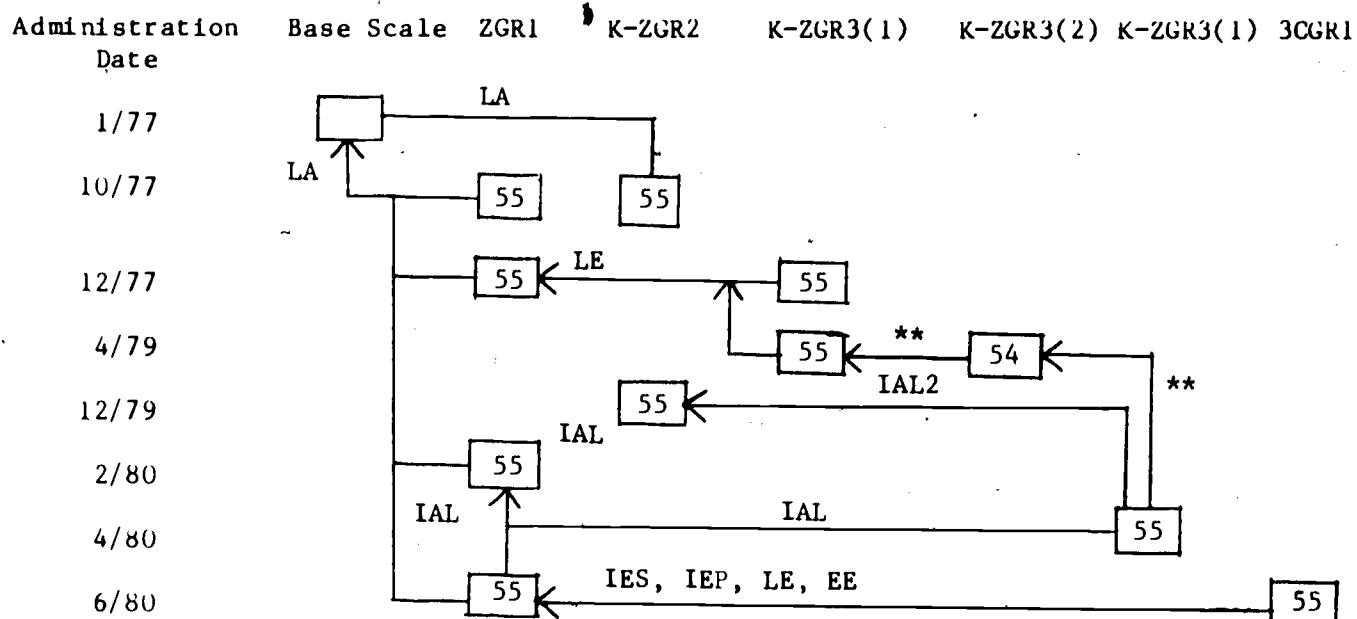 Administration Base Scale ZGR1 K-ZGR2 K-ZGR3(1) K-ZGR3(2) K-ZGR3(1) 3CGR1
Date
LA
1/77
LA
10/77 55 55
12/77 55 LE 55
4/79 55 ** 54
IAL2 **
12/79 55
IAL
2/80 55
IAL IAL
4/80 55
IES, IEP, LE, EE
6/80 55 55